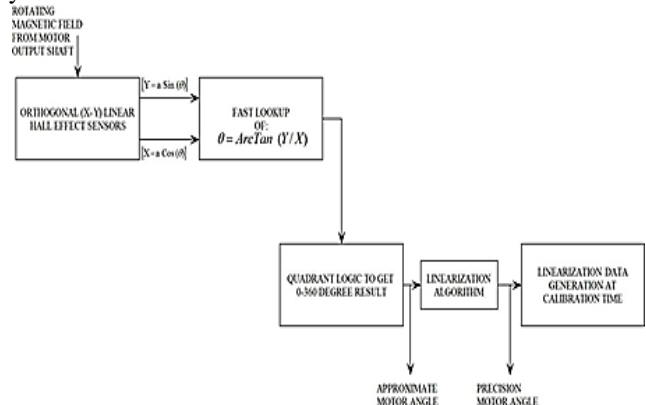 ROTATING
MAGNETIC FIELD
FROM MOTOR
OUTPUT SHAFT
ORTHOGONAL (X-Y) LINEAR
HALL EFFECT SENSORS
[Y=a Sin (θ)]
[X=a Cos (θ)]
FAST LOOKUP
OF:
θ = ArcTan (Y/X)
QUADRANT LOGIC TO GET
0-360 DEGREE RESULT
LINEARIZATION
ALGORITHM
LINEARIZATION DATA
GENERATION AT
CALIBRATION TIME
APPROXIMATE
MOTOR ANGLE
PRECISION
MOTOR ANGLE